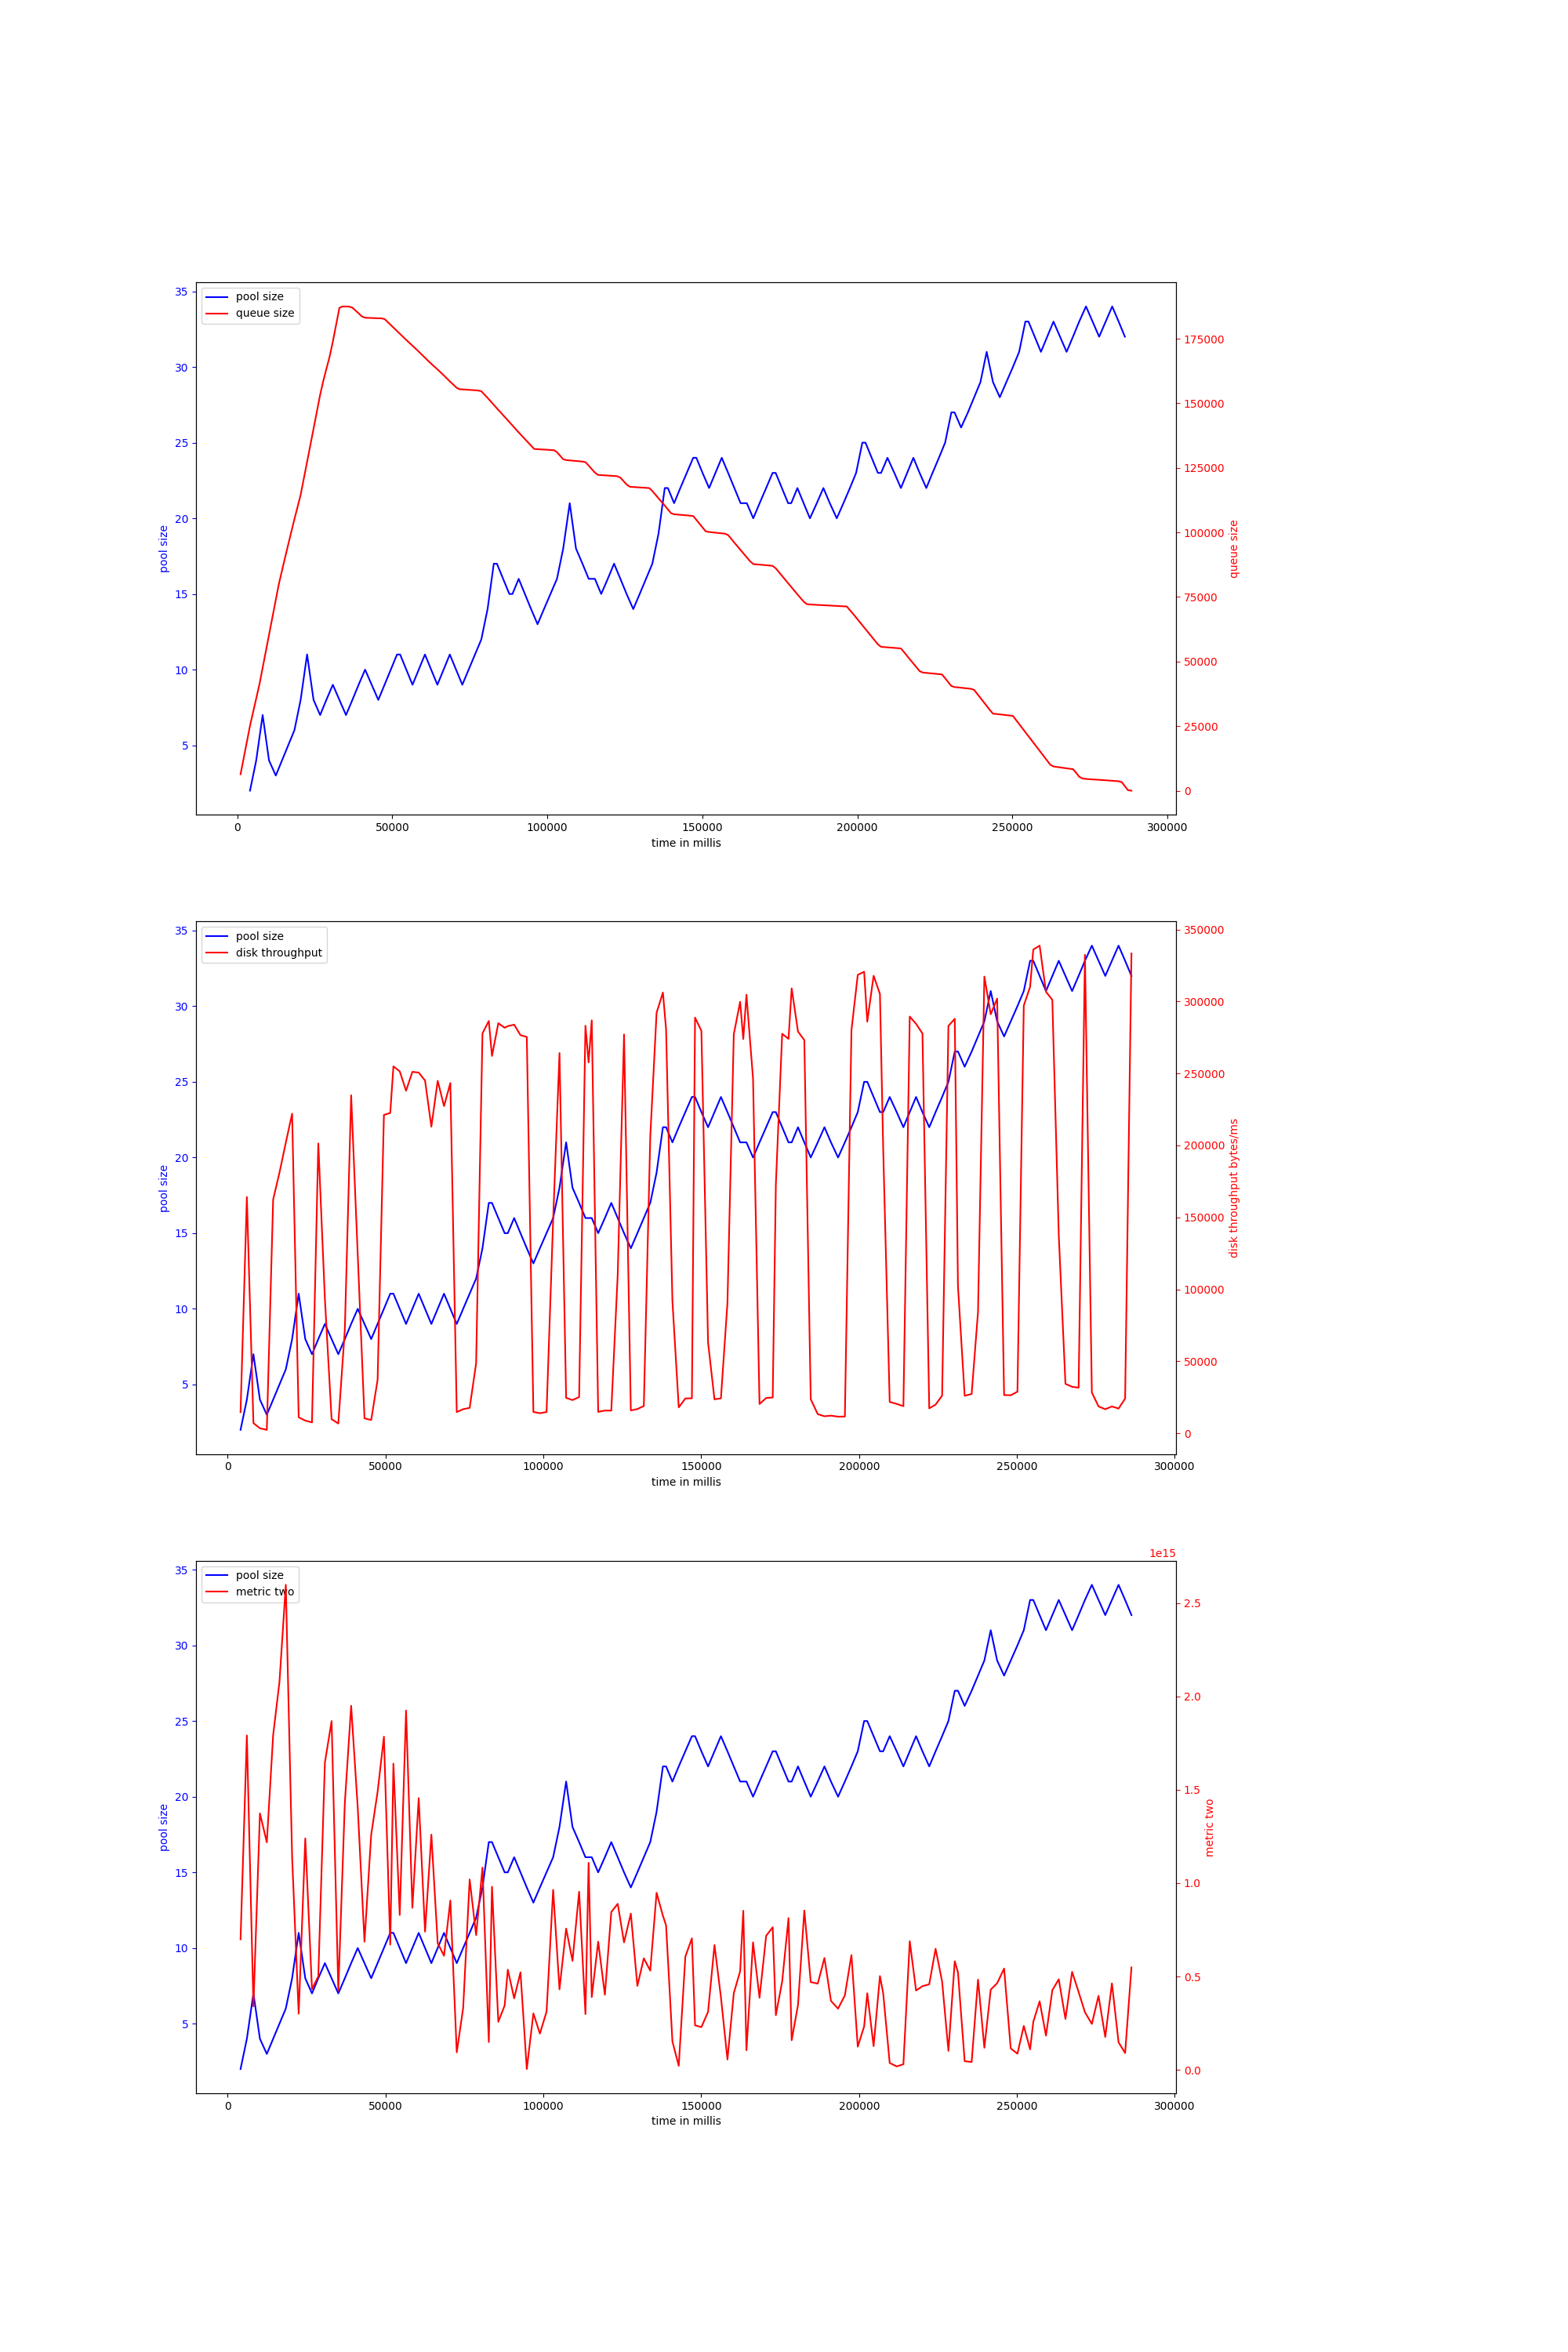 pool size
queue size
35
30
25
20
15
10
5
pool size
175000
150000
125000
100000
75000
50000
25000
0
queue size
0 50000 100000 150000 200000 250000 300000
time in millis
pool size
disk throughput
35
30
25
20
15
10
5
pool size
350000
300000
250000
200000
150000
100000
50000
0
disk throughput bytes/ms
0 50000 100000 150000 200000 250000 300000
time in millis
1e15
pool size
metric two
35
30
25
20
15
10
5
pool size
2.5
2.0
1.5
1.0
0.5
0.0
metric two
0 50000 100000 150000 200000 250000 300000
time in millis